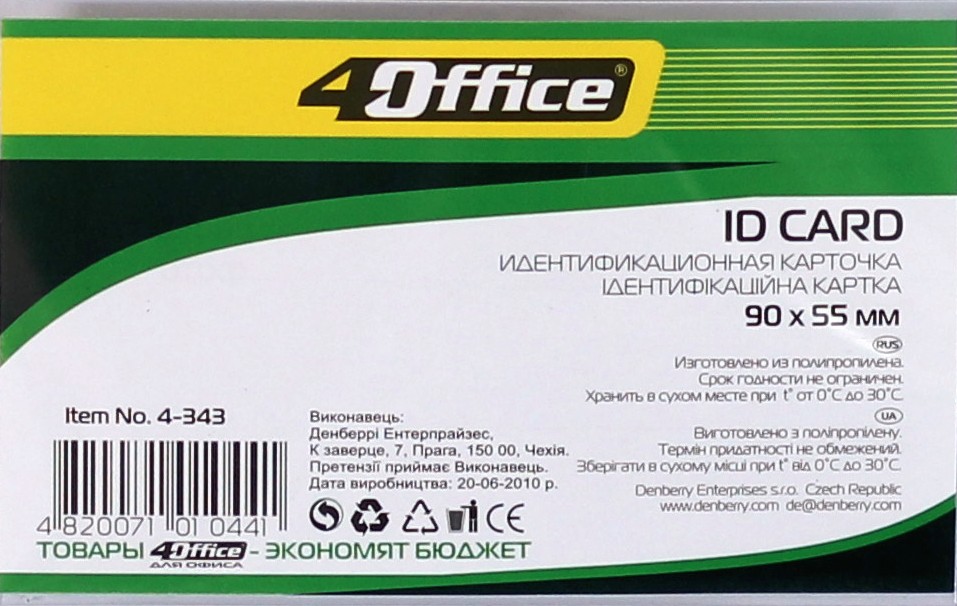 4Office®
ID CARD
ИДЕНТИФИКАЦИОННАЯ КАРТОЧКА
ІДЕНТИФІКАЦІЙНА КАРТКА
90 x 55 мм
RUS
Изготовлено из полипропилена.
Срок годности не ограничен.
Хранить в сухом месте при t° от 0°С до 30°С.
UA
Виготовлено з поліпропілену.
Термін придатності не обмежений.
Зберігати в сухому місці при t° від 0°С до 30°С.
Denberry Enterprises s.r.o. Czech Republic
www.denberry.com de@denberry.com
Item No. 4-343
4 820071 010441
Виконавець:
Денберрі Ентерпрайзес,
К заверце, 7, Прага, 150 00, Чехія.
Претензії приймає Виконавець.
Дата виробництва: 20-06-2010 р.
CE
ТОВАРЫ 4Office - ЭКОНОМЯТ БЮДЖЕТ
ДЛЯ ОФИСА